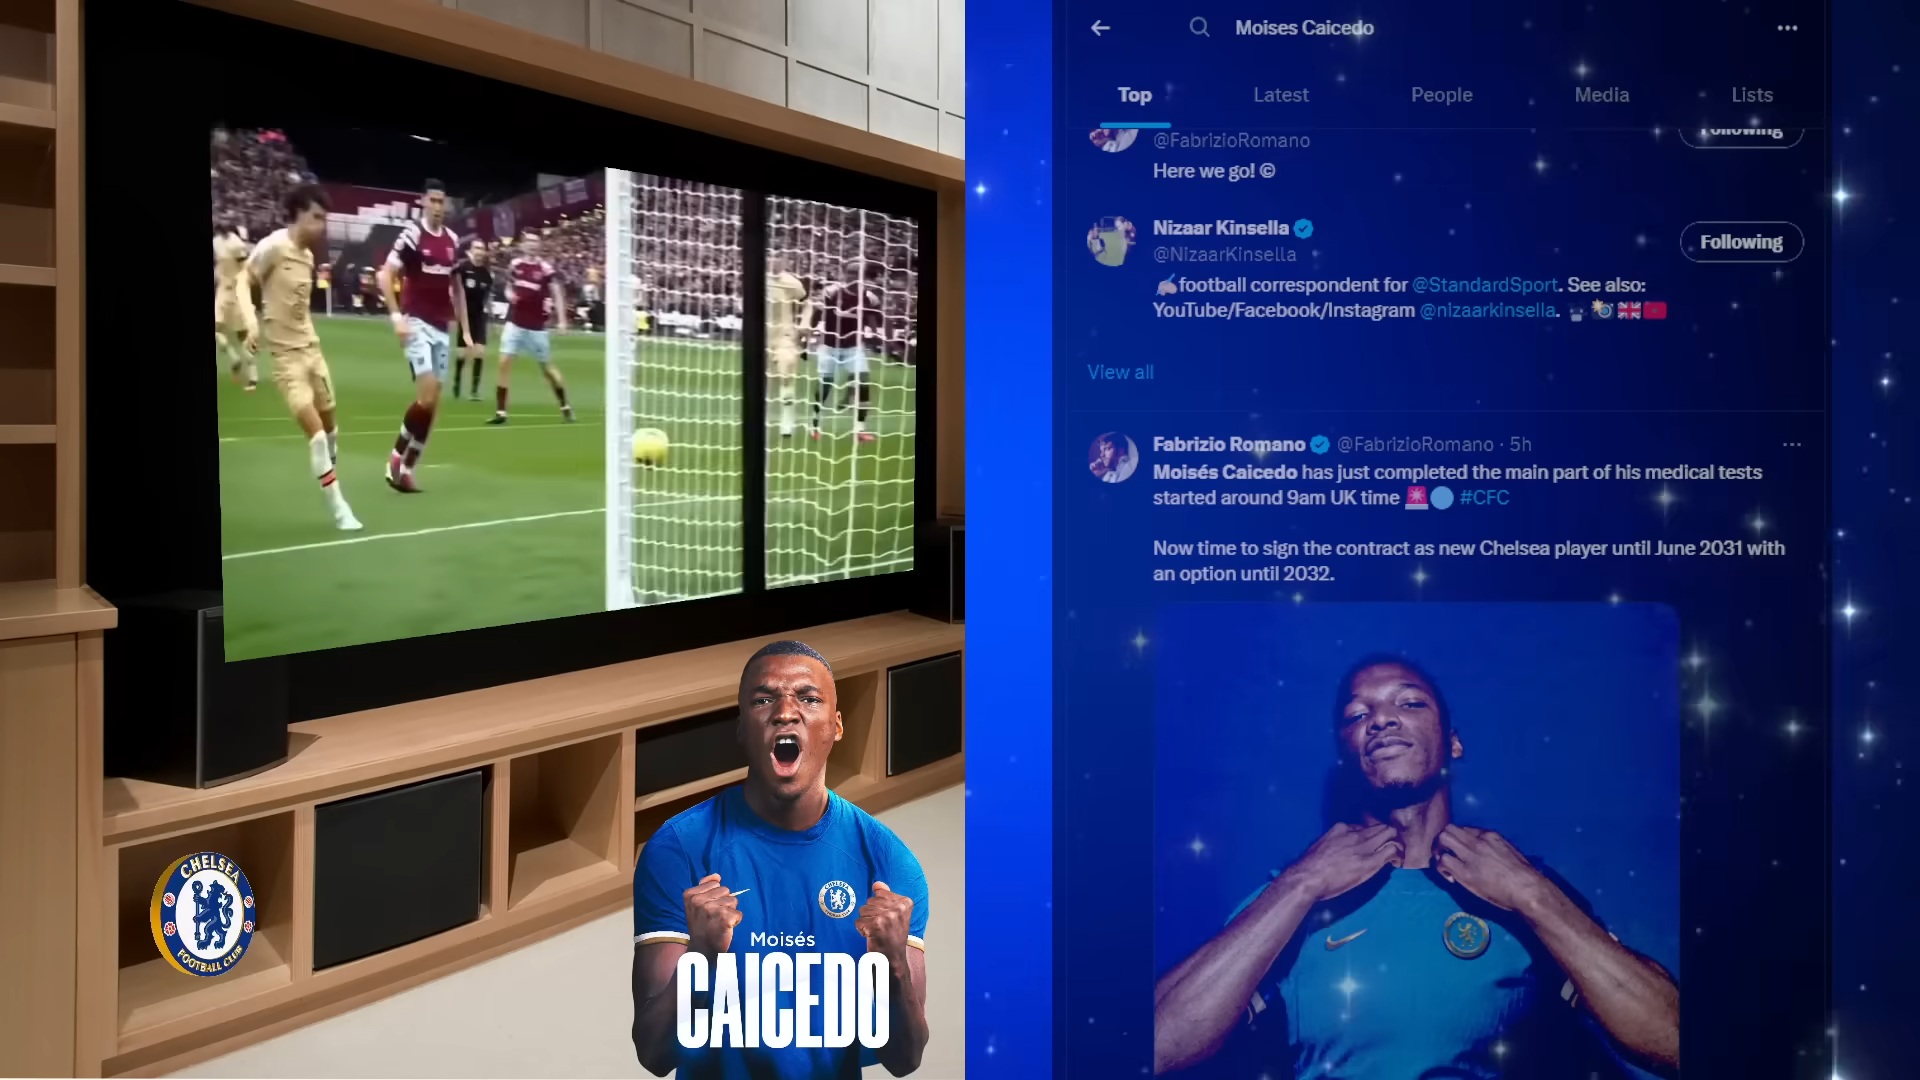 Moises Caicedo
Top
Latest
People
Media
Lists
@FabrizioRomano
Following
Here we go! ©
Nizaar Kinsella
@NizaarKinsella
Following
✍🏻football correspondent for @StandardSport. See also:
YouTube/Facebook/Instagram @nizaarkinsella.
View all
Fabrizio Romano @FabrizioRomano · 5h
Moisés Caicedo has just completed the main part of his medical tests
started around 9am UK time 🚨🔵 #CFC
Now time to sign the contract as new Chelsea player until June 2031 with
an option until 2032.
CHELSEA
FOOTBALL CLUB
Moisés
CAICEDO